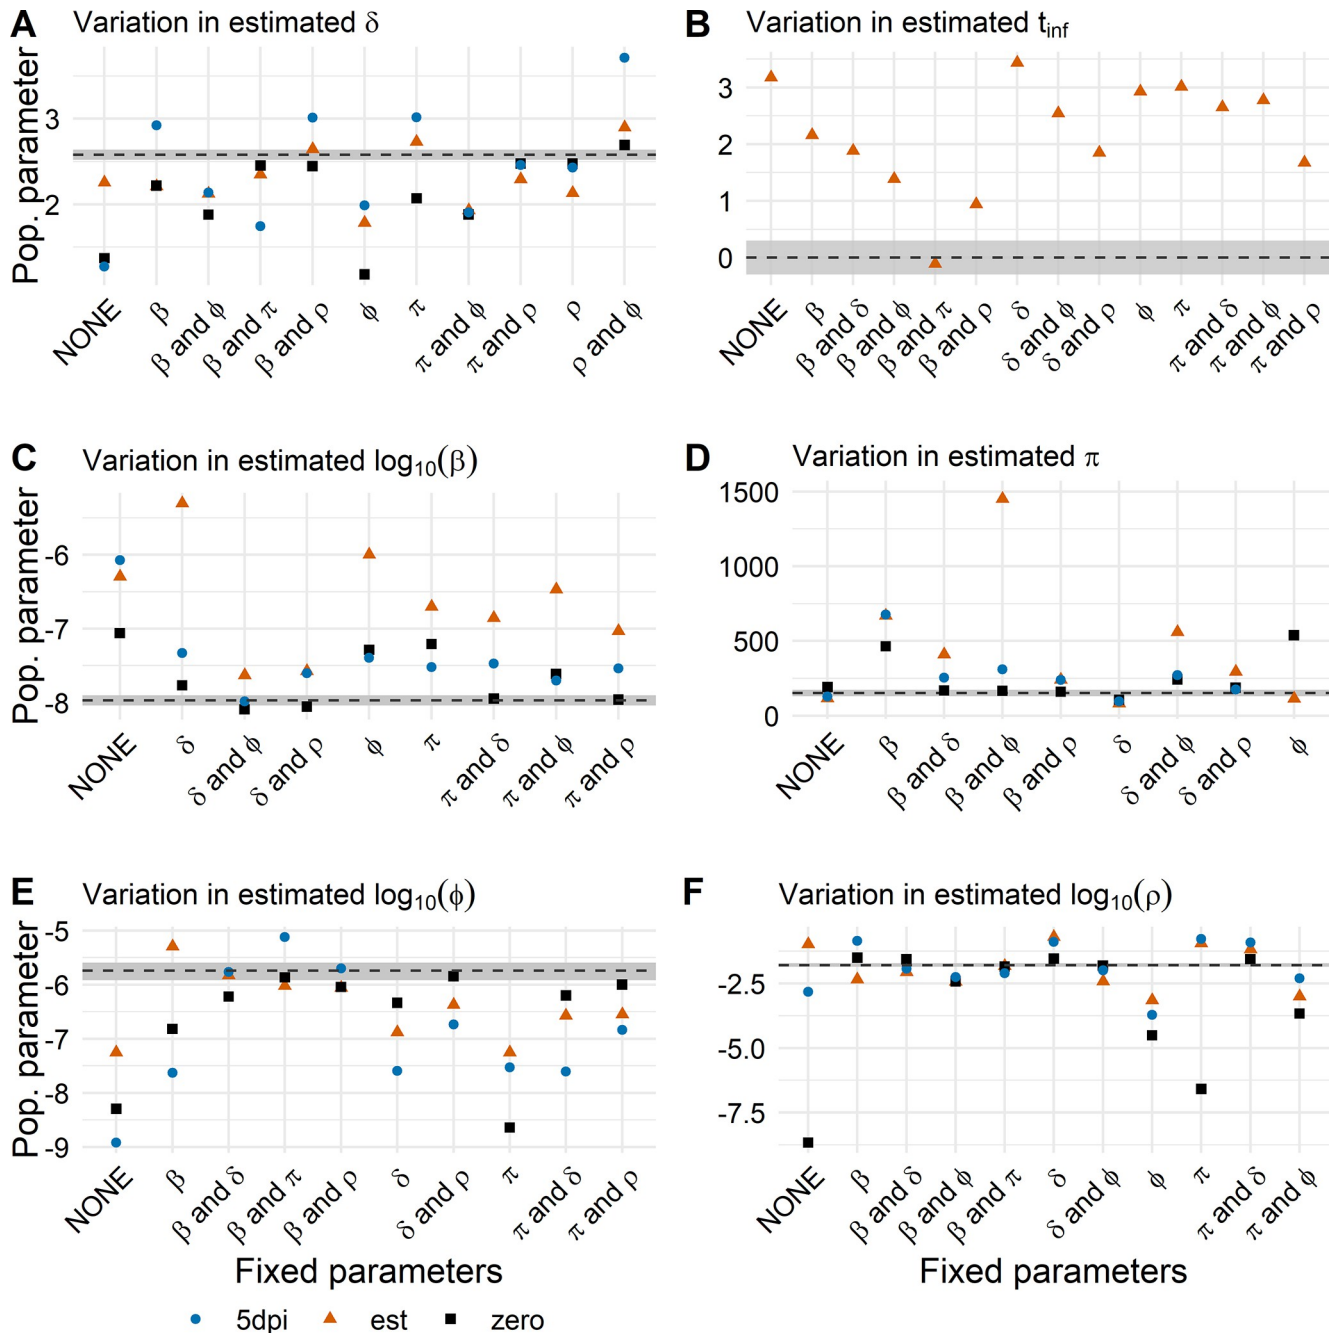 A Variation in estimated δ
Pop. parameter
3
2
NONE
β
β and ϕ
β and π
β and ρ
ϕ
π
π and ϕ
π and ρ
ρ
ρ and ϕ
B Variation in estimated tinf
3
2
1
0
NONE
β
β and δ
β and ϕ
β and π
β and ρ
δ
δ and ϕ
δ and ρ
ϕ
π
π and δ
π and ϕ
π and ρ
C Variation in estimated log10(β)
Pop. parameter
-6
-7
-8
NONE
δ
δ and ϕ
δ and ρ
ϕ
π
π and δ
π and ϕ
π and ρ
D Variation in estimated π
1500
1000
500
0
NONE
β
β and δ
β and ϕ
β and ρ
δ
δ and ϕ
δ and ρ
ϕ
E Variation in estimated log10(ϕ)
Pop. parameter
-5
-6
-7
-8
-9
NONE
β
β and δ
β and π
β and ρ
δ
δ and ρ
π
π and δ
π and ρ
Fixed parameters
F Variation in estimated log10(ρ)
-2.5
-5.0
-7.5
NONE
β
β and δ
β and ϕ
β and π
δ
δ and ϕ
ϕ
π
π and δ
π and ϕ
Fixed parameters
5dpi est zero